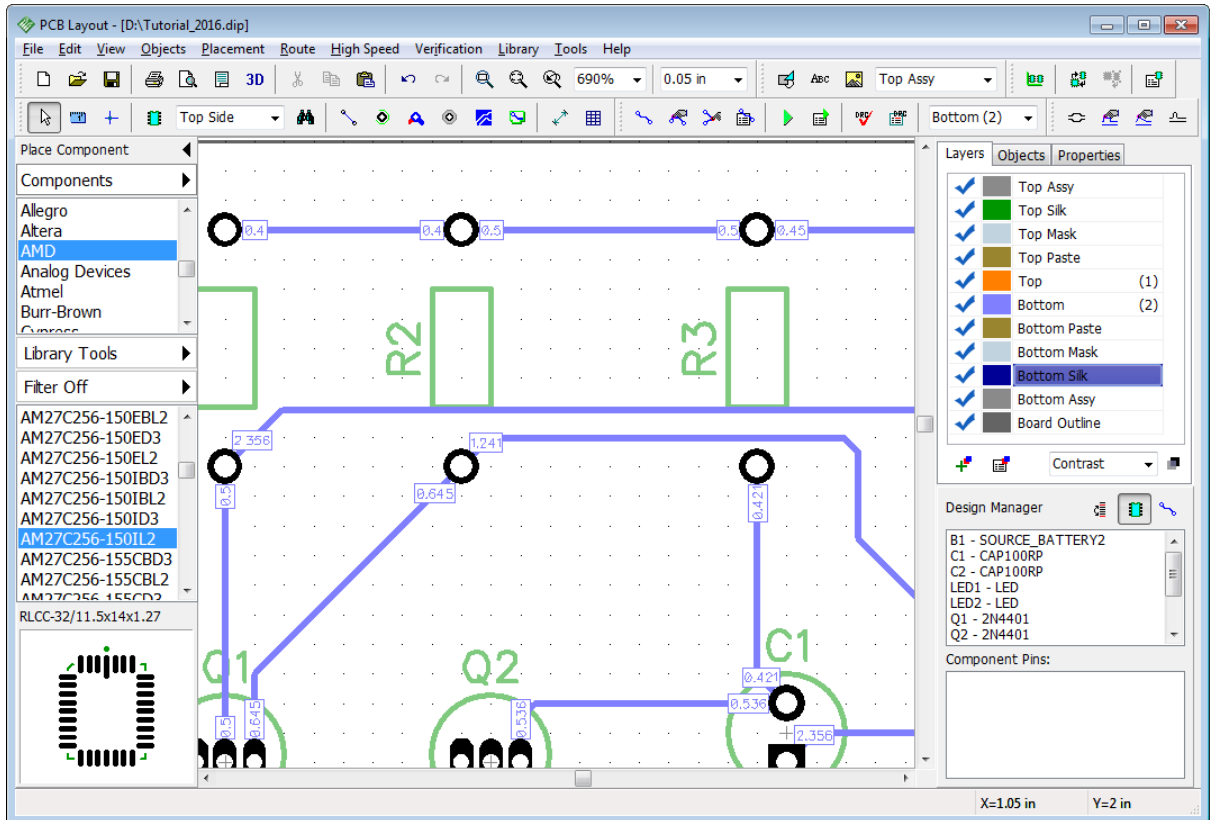 PCB Layout - [D:\Tutorial_2016.dip]
File Edit View Objects Placement Route High Speed Verification Library Tools Help
3D 690% 0.05 in ABC Top Assy
Top Side DRC DRC Bottom (2)
Place Component
Components
Allegro
Altera
AMD
Analog Devices
Atmel
Burr-Brown
Cypress
Library Tools
Filter Off
AM27C256-150EBL2
AM27C256-150ED3
AM27C256-150EL2
AM27C256-150IBD3
AM27C256-150IBL2
AM27C256-150ID3
AM27C256-150IL2
AM27C256-155CBD3
AM27C256-155CBL2
AM27C256-155CD3
RLCC-32/11.5x14x1.27
0.4 0.4 0.5 0.5 0.45
R2 R3
2.356 1.241
0.5 0.645 0.421
Q1 Q2 C1
0.421
0.5 0.645 0.536 0.536
2.356
Layers Objects Properties
Top Assy
Top Silk
Top Mask
Top Paste
Top (1)
Bottom (2)
Bottom Paste
Bottom Mask
Bottom Silk
Bottom Assy
Board Outline
Contrast
Design Manager
B1 - SOURCE_BATTERY2
C1 - CAP100RP
C2 - CAP100RP
LED1 - LED
LED2 - LED
Q1 - 2N4401
Q2 - 2N4401
Component Pins:
X=1.05 in Y=2 in